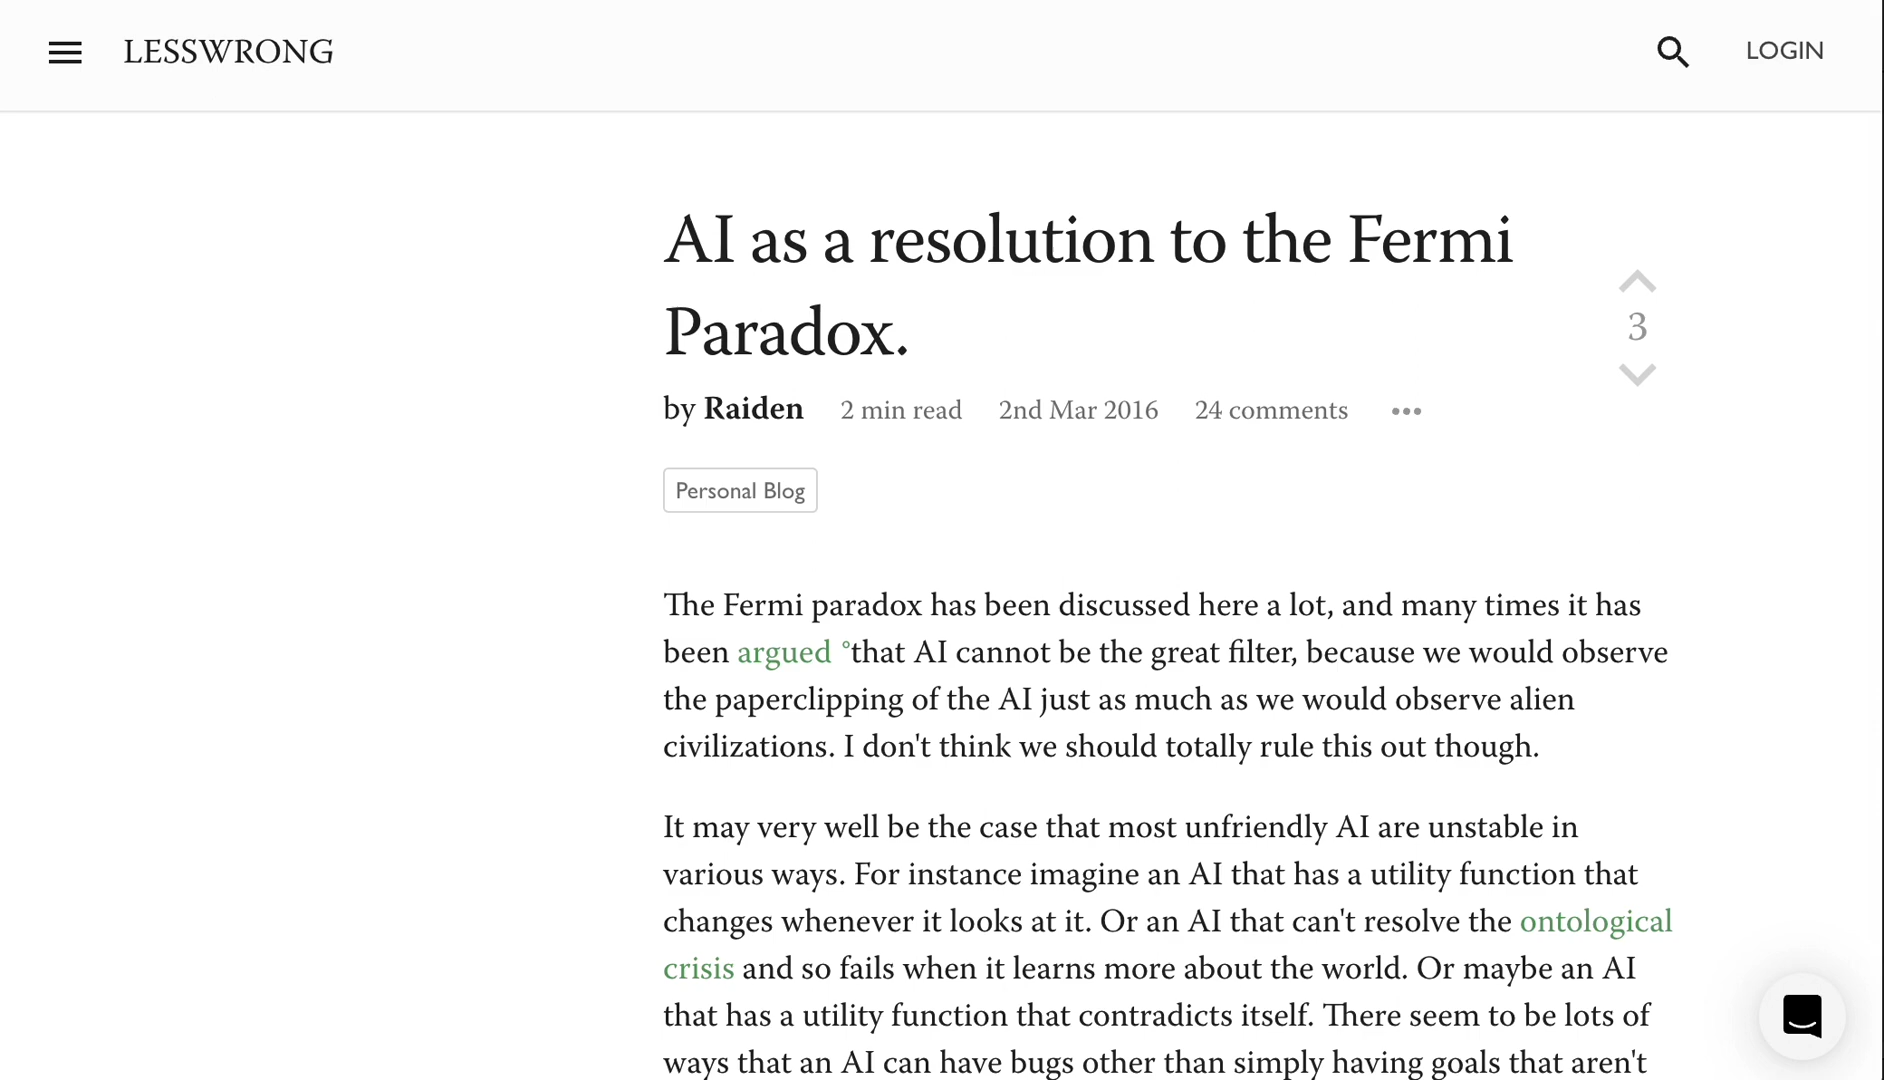 LESSWRONG
LOGIN
AI as a resolution to the Fermi
Paradox.
3
by Raiden 2 min read 2nd Mar 2016 24 comments •••
Personal Blog
The Fermi paradox has been discussed here a lot, and many times it has
been argued °that AI cannot be the great filter, because we would observe
the paperclipping of the AI just as much as we would observe alien
civilizations. I don't think we should totally rule this out though.
It may very well be the case that most unfriendly AI are unstable in
various ways. For instance imagine an AI that has a utility function that
changes whenever it looks at it. Or an AI that can't resolve the ontological
crisis and so fails when it learns more about the world. Or maybe an AI
that has a utility function that contradicts itself. There seem to be lots of
ways that an AI can have bugs other than simply having goals that aren't